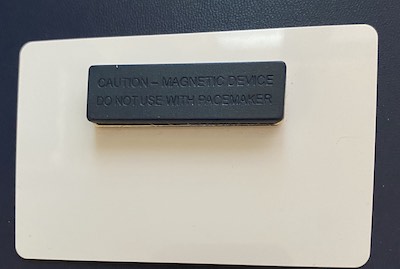 CAUTION – MAGNETIC DEVICE
DO NOT USE WITH PACEMAKER